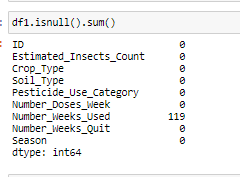 df1.isnull().sum()
ID 0
Estimated_Insects_Count 0
Crop_Type 0
Soil_Type 0
Pesticide_Use_Category 0
Number_Doses_Week 0
Number_Weeks_Used 119
Number_Weeks_Quit 0
Season 0
dtype: int64